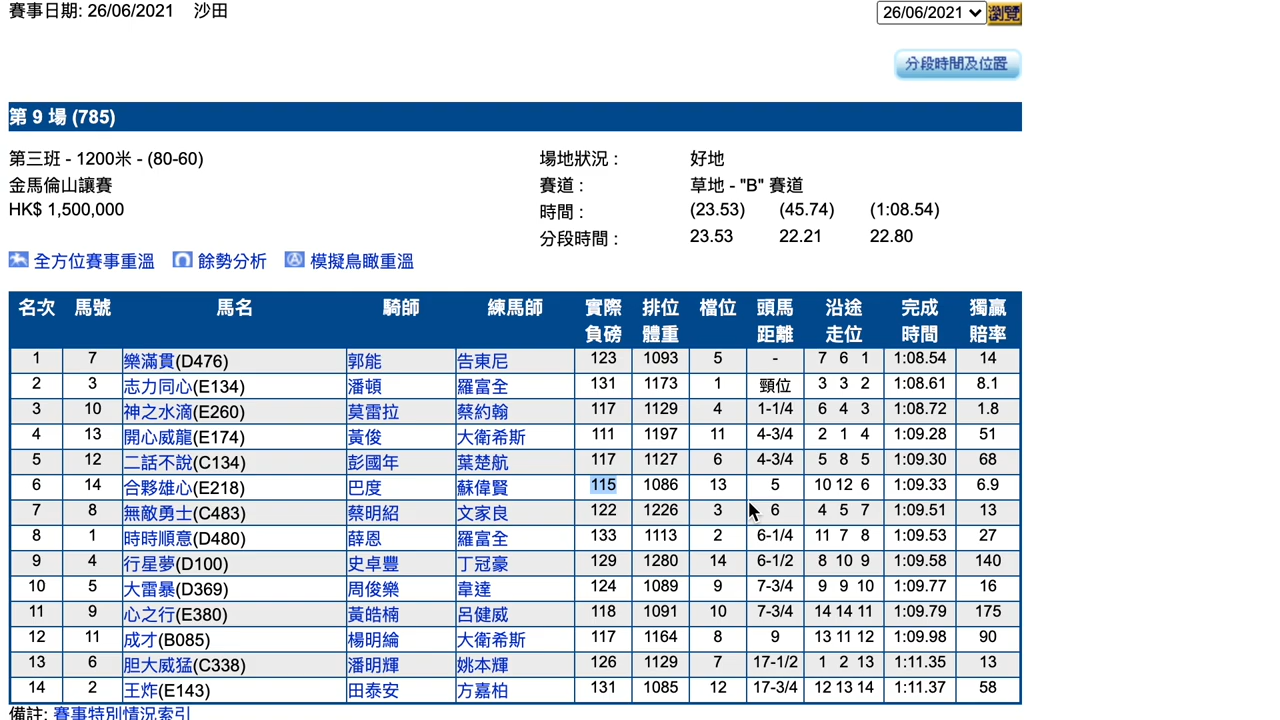 賽事日期: 26/06/2021 沙田
26/06/2021 瀏覽
分段時間及位置
第 9 場 (785)
第三班 - 1200米 - (80-60) 場地狀況 : 好地
金馬倫山讓賽 賽道 : 草地 - "B" 賽道
HK$ 1,500,000 時間 : (23.53) (45.74) (1:08.54)
分段時間 : 23.53 22.21 22.80
全方位賽事重溫 餘勢分析 模擬鳥瞰重溫
名次 馬號 馬名 騎師 練馬師 實際負磅 排位體重 檔位 頭馬距離 沿途走位 完成時間 獨贏賠率
1 7 樂滿貫(D476) 郭能 告東尼 123 1093 5 - 7 6 1 1:08.54 14
2 3 志力同心(E134) 潘頓 羅富全 131 1173 1 頸位 3 3 2 1:08.61 8.1
3 10 神之水滴(E260) 莫雷拉 蔡約翰 117 1129 4 1-1/4 6 4 3 1:08.72 1.8
4 13 開心威龍(E174) 黃俊 大衛希斯 111 1197 11 4-3/4 2 1 4 1:09.28 51
5 12 二話不說(C134) 彭國年 葉楚航 117 1127 6 4-3/4 5 8 5 1:09.30 68
6 14 合夥雄心(E218) 巴度 蘇偉賢 115 1086 13 5 10 12 6 1:09.33 6.9
7 8 無敵勇士(C483) 蔡明紹 文家良 122 1226 3 6 4 5 7 1:09.51 13
8 1 時時順意(D480) 薛恩 羅富全 133 1113 2 6-1/4 11 7 8 1:09.53 27
9 4 行星夢(D100) 史卓豐 丁冠豪 129 1280 14 6-1/2 8 10 9 1:09.58 140
10 5 大雷暴(D369) 周俊樂 韋達 124 1089 9 7-3/4 9 9 10 1:09.77 16
11 9 心之行(E380) 黃皓楠 呂健威 118 1091 10 7-3/4 14 14 11 1:09.79 175
12 11 成才(B085) 楊明綸 大衛希斯 117 1164 8 9 13 11 12 1:09.98 90
13 6 胆大威猛(C338) 潘明輝 姚本輝 126 1129 7 17-1/2 1 2 13 1:11.35 13
14 2 王炸(E143) 田泰安 方嘉柏 131 1085 12 17-3/4 12 13 14 1:11.37 58
備註: 賽事特別情況索引